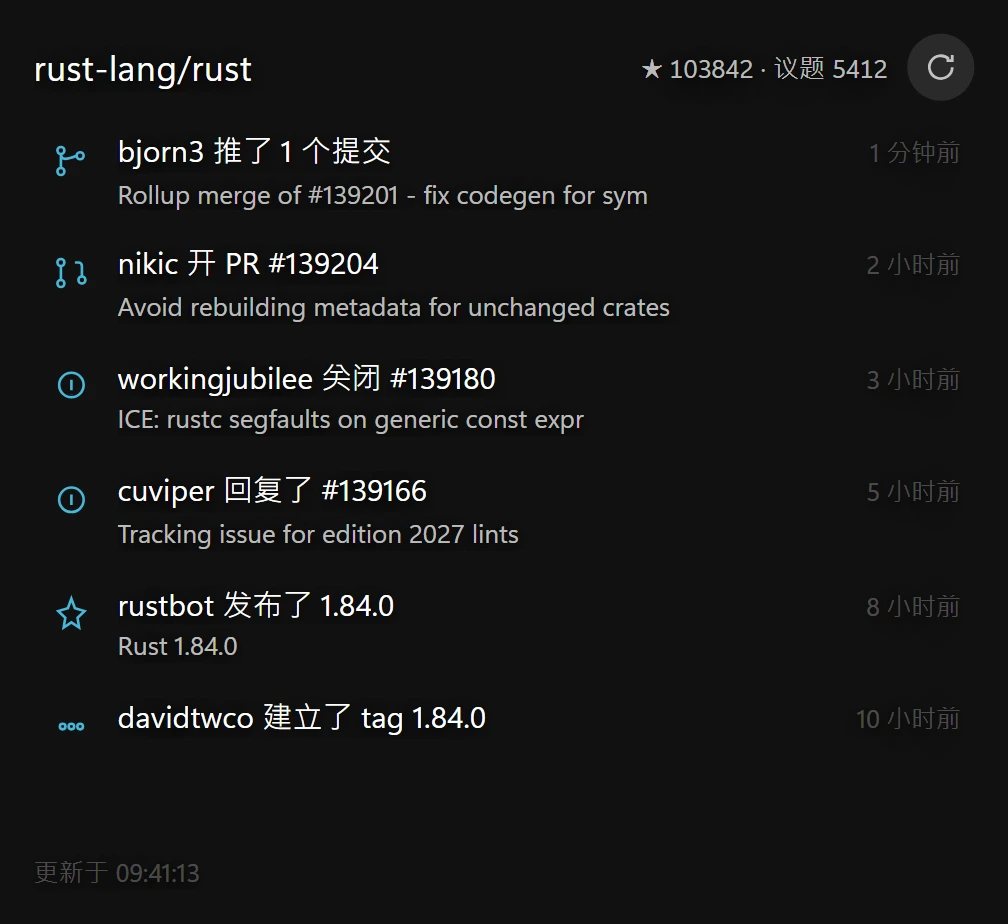 rust-lang/rust
★ 103842 · 议题 5412
bjorn3 推了 1 个提交
1 分钟前
Rollup merge of #139201 - fix codegen for sym
nikic 开 PR #139204
2 小时前
Avoid rebuilding metadata for unchanged crates
workingjubilee 关闭 #139180
3 小时前
ICE: rustc segfaults on generic const expr
cuviper 回复了 #139166
5 小时前
Tracking issue for edition 2027 lints
rustbot 发布了 1.84.0
8 小时前
Rust 1.84.0
davidtwco 建立了 tag 1.84.0
10 小时前
更新于 09:41:13